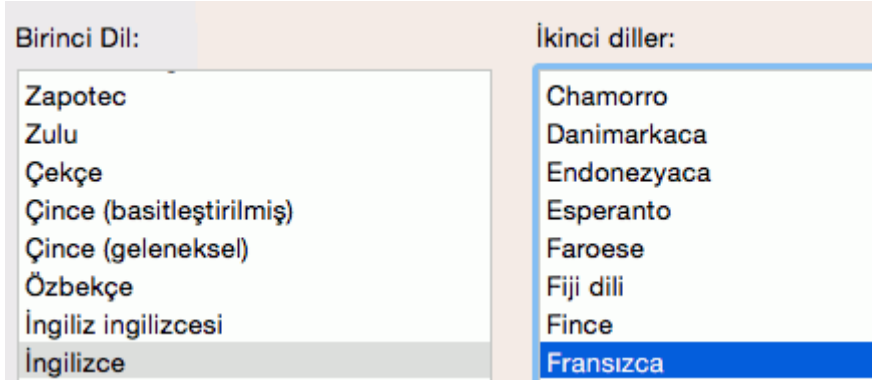 Birinci Dil:
Zapotec
Zulu
Çekçe
Çince (basitleştirilmiş)
Çince (geleneksel)
Özbekçe
İngiliz ingilizcesi
İngilizce
İkinci diller:
Chamorro
Danimarkaca
Endonezyaca
Esperanto
Faroese
Fiji dili
Fince
Fransızca